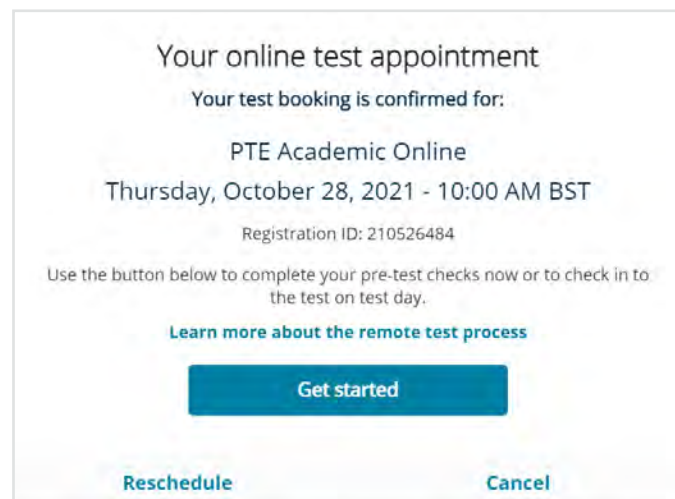 Your online test appointment
Your test booking is confirmed for:
PTE Academic Online
Thursday, October 28, 2021 - 10:00 AM BST
Registration ID: 210526484
Use the button below to complete your pre-test checks now or to check in to
the test on test day.
Learn more about the remote test process
Get started
Reschedule Cancel